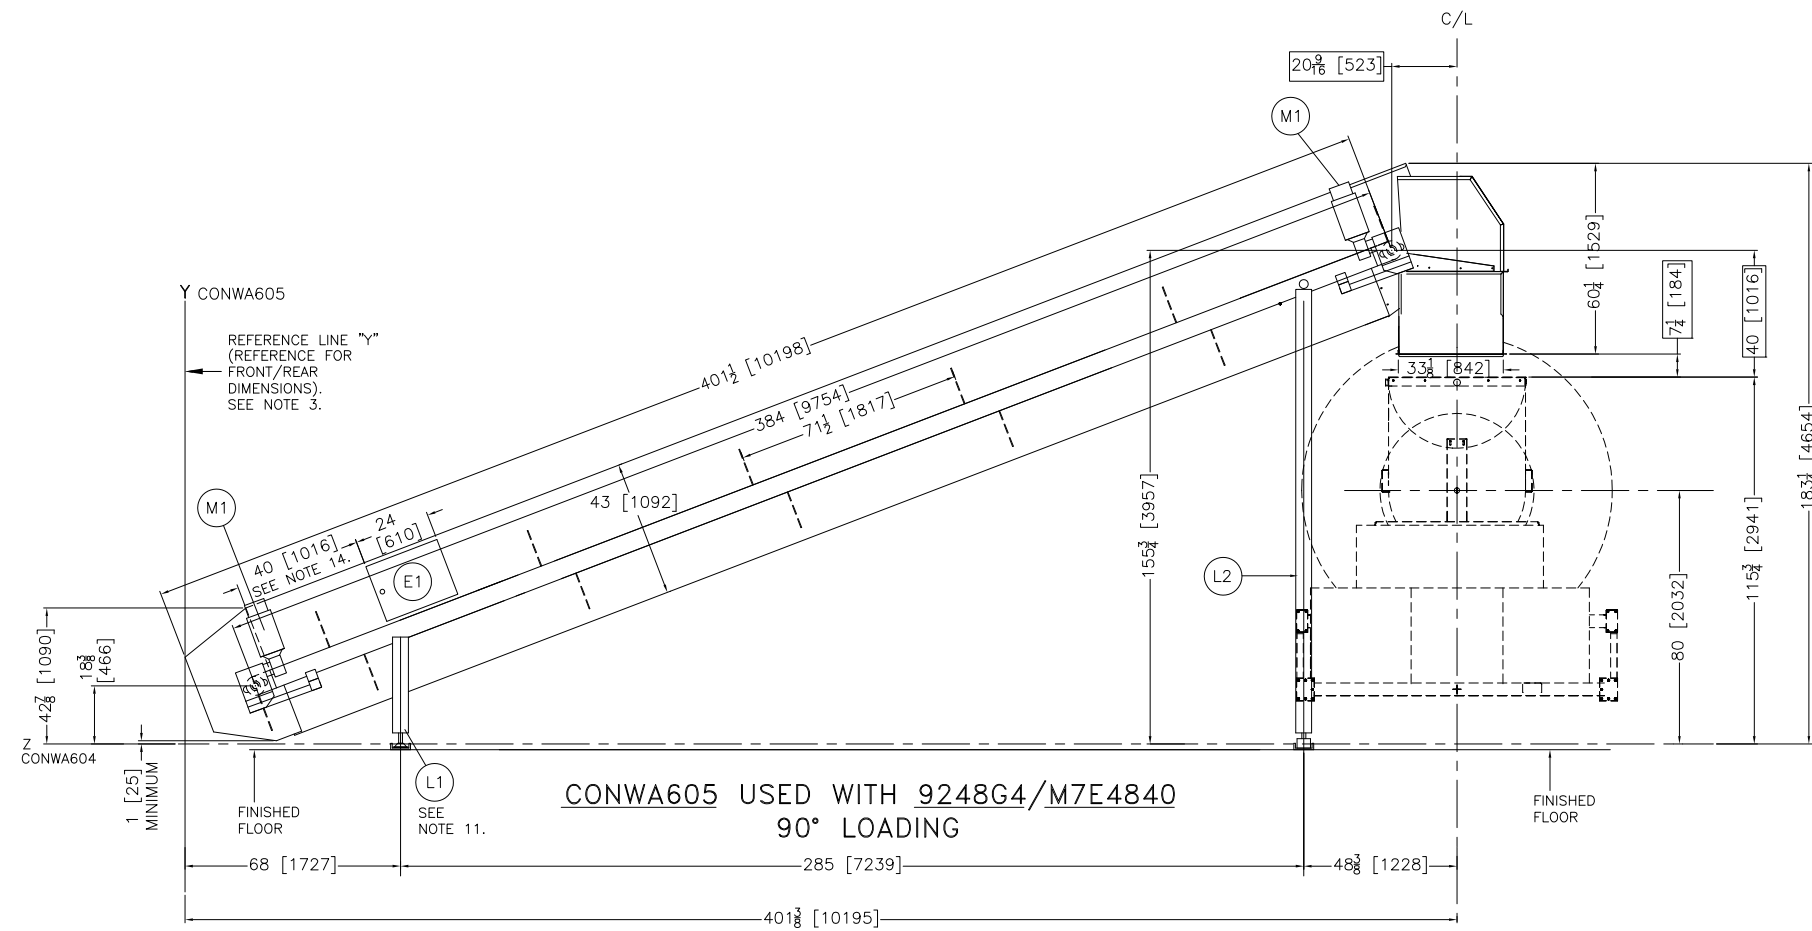 C/L
20 9/16 [523]
M1
Y CONWA605
REFERENCE LINE "Y"
(REFERENCE FOR
FRONT/REAR
DIMENSIONS).
SEE NOTE 3.
401 1/2 [10198]
384 [9754]
71 1/2 [1817]
43 [1092]
24
[610]
40 [1016]
SEE NOTE 14.
E1
M1
42 7/8 [1090]
18 3/8
[466]
Z
CONWA604
1 [25]
MINIMUM
FINISHED
FLOOR
L1
SEE
NOTE 11.
155 3/4 [3957]
L2
60 1/4 [1529]
7 1/4 [184]
40 [1016]
33 1/8 [842]
183 1/4 [4654]
115 3/4 [2941]
80 [2032]
FINISHED
FLOOR
CONWA605 USED WITH 9248G4/M7E4840
90° LOADING
68 [1727]
285 [7239]
48 3/8 [1228]
401 3/8 [10195]